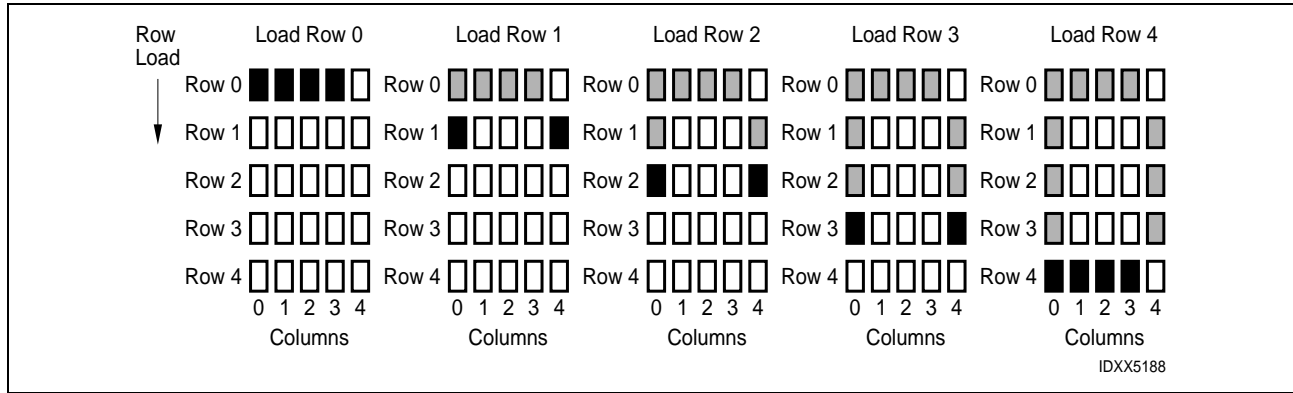 Row Load
Load Row 0 Load Row 1 Load Row 2 Load Row 3 Load Row 4
Row 0 Row 0 Row 0 Row 0 Row 0
Row 1 Row 1 Row 1 Row 1 Row 1
Row 2 Row 2 Row 2 Row 2 Row 2
Row 3 Row 3 Row 3 Row 3 Row 3
Row 4 Row 4 Row 4 Row 4 Row 4
0 1 2 3 4 0 1 2 3 4 0 1 2 3 4 0 1 2 3 4 0 1 2 3 4
Columns Columns Columns Columns Columns
IDXX5188